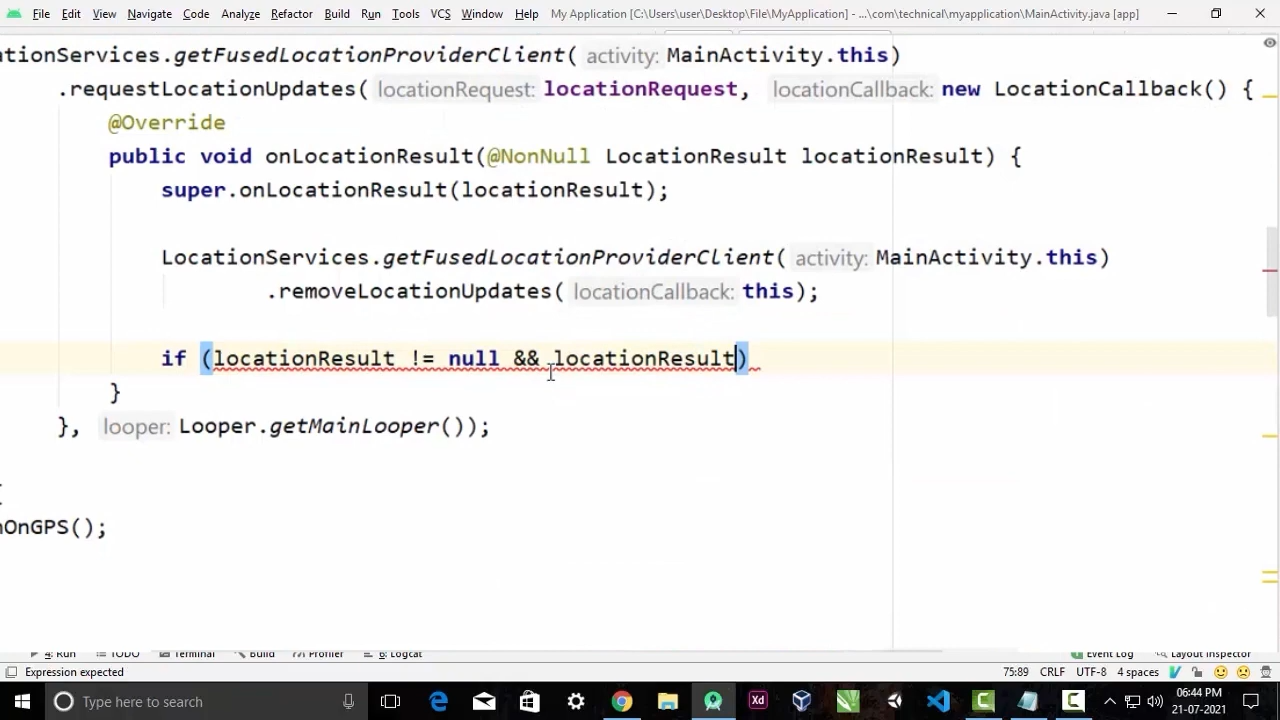 File Edit View Navigate Code Analyze Refactor Build Run Tools VCS Window Help My Application [C:\Users\user\Desktop\File\MyApplication] - ...\com\technical\myapplication\MainActivity.java [app]
tionServices.getFusedLocationProviderClient( activity: MainActivity.this)
.requestLocationUpdates( locationRequest: locationRequest, locationCallback: new LocationCallback() {
@Override
public void onLocationResult(@NonNull LocationResult locationResult) {
super.onLocationResult(locationResult);
LocationServices.getFusedLocationProviderClient( activity: MainActivity.this)
.removeLocationUpdates( locationCallback: this);
if (locationResult != null && locationResult)
}
}, looper: Looper.getMainLooper());
nOnGPS();
4: Run TODO Terminal Build Profiler 6: Logcat Event Log Layout Inspector
Expression expected 75:89 CRLF UTF-8 4 spaces
Type here to search 06:44 PM
21-07-2021